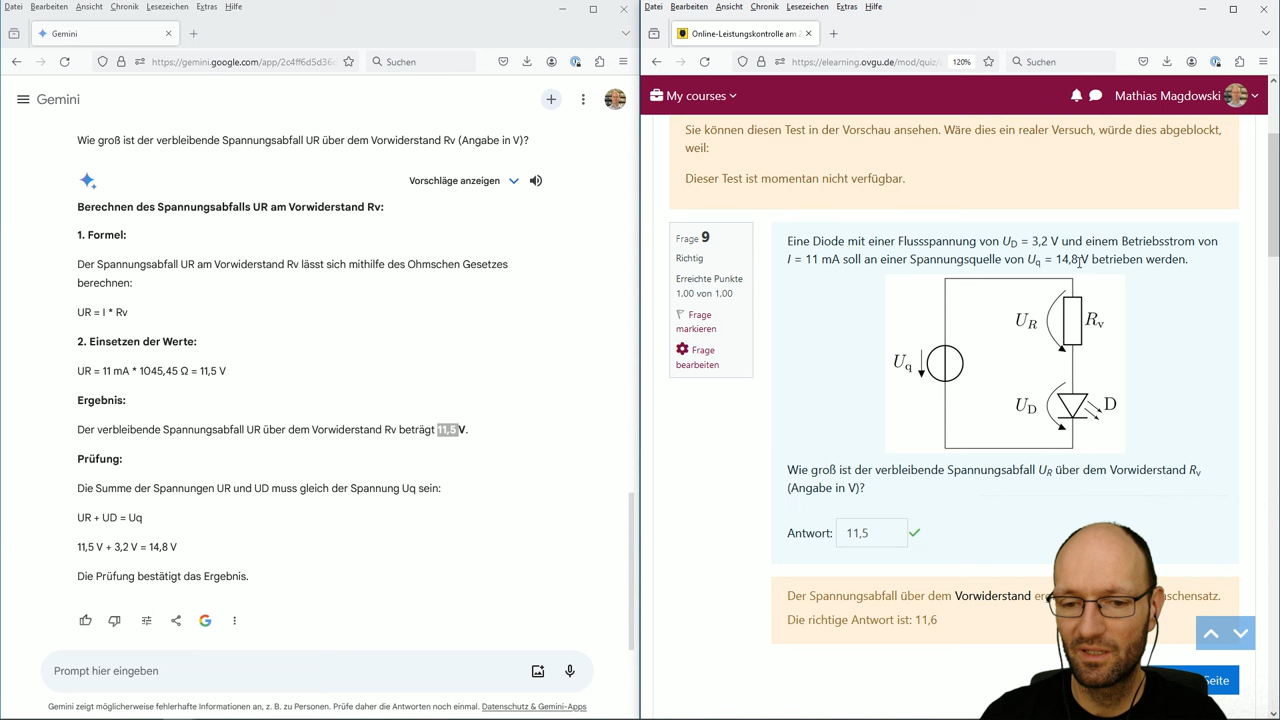 Datei Bearbeiten Ansicht Chronik Lesezeichen Extras Hilfe
Gemini
https://gemini.google.com/app/2c4ff6d5d36c
Suchen
Gemini
Wie groß ist der verbleibende Spannungsabfall UR über dem Vorwiderstand Rv (Angabe in V)?
Vorschläge anzeigen
Berechnen des Spannungsabfalls UR am Vorwiderstand Rv:
1. Formel:
Der Spannungsabfall UR am Vorwiderstand Rv lässt sich mithilfe des Ohmschen Gesetzes
berechnen:
UR = I * Rv
2. Einsetzen der Werte:
UR = 11 mA * 1045,45 Ω = 11,5 V
Ergebnis:
Der verbleibende Spannungsabfall UR über dem Vorwiderstand Rv beträgt 11,5 V.
Prüfung:
Die Summe der Spannungen UR und UD muss gleich der Spannung Uq sein:
UR + UD = Uq
11,5 V + 3,2 V = 14,8 V
Die Prüfung bestätigt das Ergebnis.
Prompt hier eingeben
Gemini zeigt möglicherweise fehlerhafte Informationen an, z. B. zu Personen. Prüfe daher die Antworten noch einmal. Datenschutz & Gemini-Apps
Datei Bearbeiten Ansicht Chronik Lesezeichen Extras Hilfe
Online-Leistungskontrolle am 2
https://elearning.ovgu.de/mod/quiz/
120%
Suchen
My courses
Mathias Magdowski
Sie können diesen Test in der Vorschau ansehen. Wäre dies ein realer Versuch, würde dies abgeblockt,
weil:
Dieser Test ist momentan nicht verfügbar.
Frage 9
Richtig
Erreichte Punkte
1.00 von 1.00
Frage
markieren
Frage
bearbeiten
Eine Diode mit einer Flussspannung von UD = 3,2 V und einem Betriebsstrom von
I = 11 mA soll an einer Spannungsquelle von Uq = 14,8 V betrieben werden.
UR
Rv
Uq
UD
D
Wie groß ist der verbleibende Spannungsabfall UR über dem Vorwiderstand Rv
(Angabe in V)?
Antwort: 11,5
Der Spannungsabfall über dem Vorwiderstand
Die richtige Antwort ist: 11,6
Seite